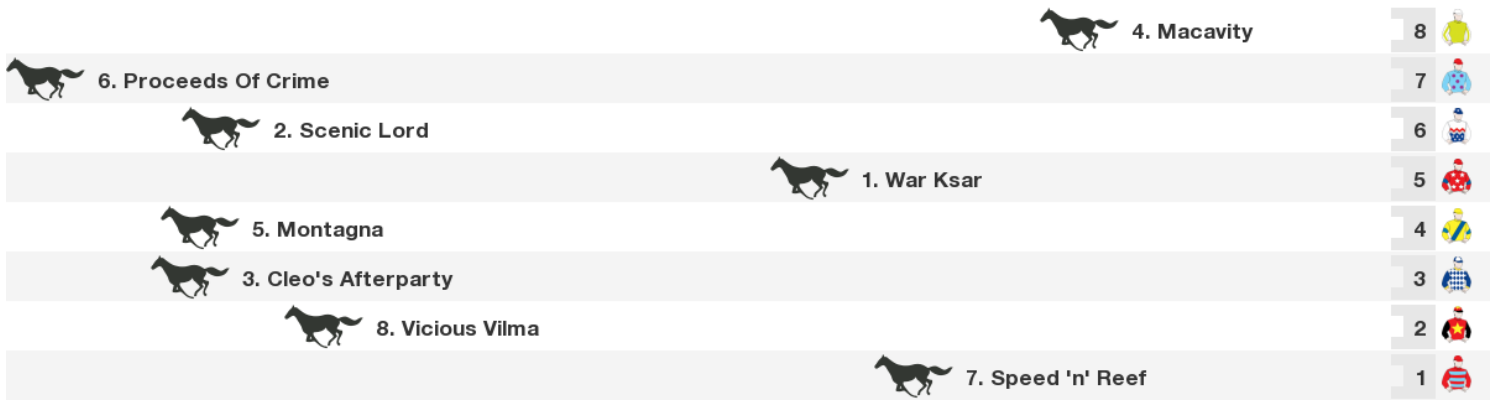 4. Macavity 8
6. Proceeds Of Crime 7
2. Scenic Lord 6
1. War Ksar 5
5. Montagna 4
3. Cleo's Afterparty 3
8. Vicious Vilma 2
7. Speed 'n' Reef 1